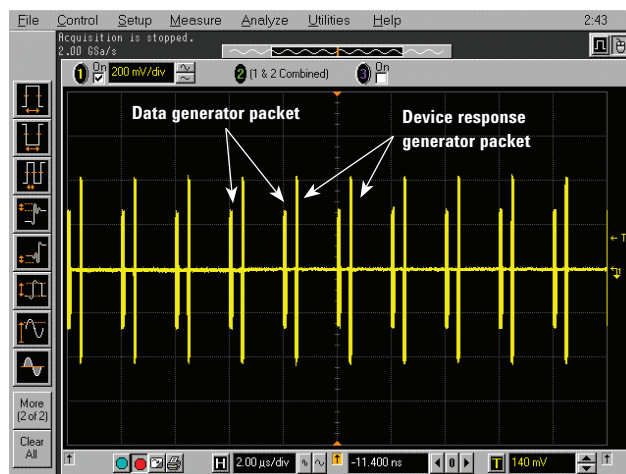 File Control Setup Measure Analyze Utilities Help 2:43
Acquisition is stopped.
2.00 GSa/s
1 On 200 mV/div 2 (1 & 2 Combined) 3 On
Data generator packet
Device response
generator packet
T
More
(2 of 2)
Clear
All
H 2.00 µs/div -11.400 ns 0 T 140 mV